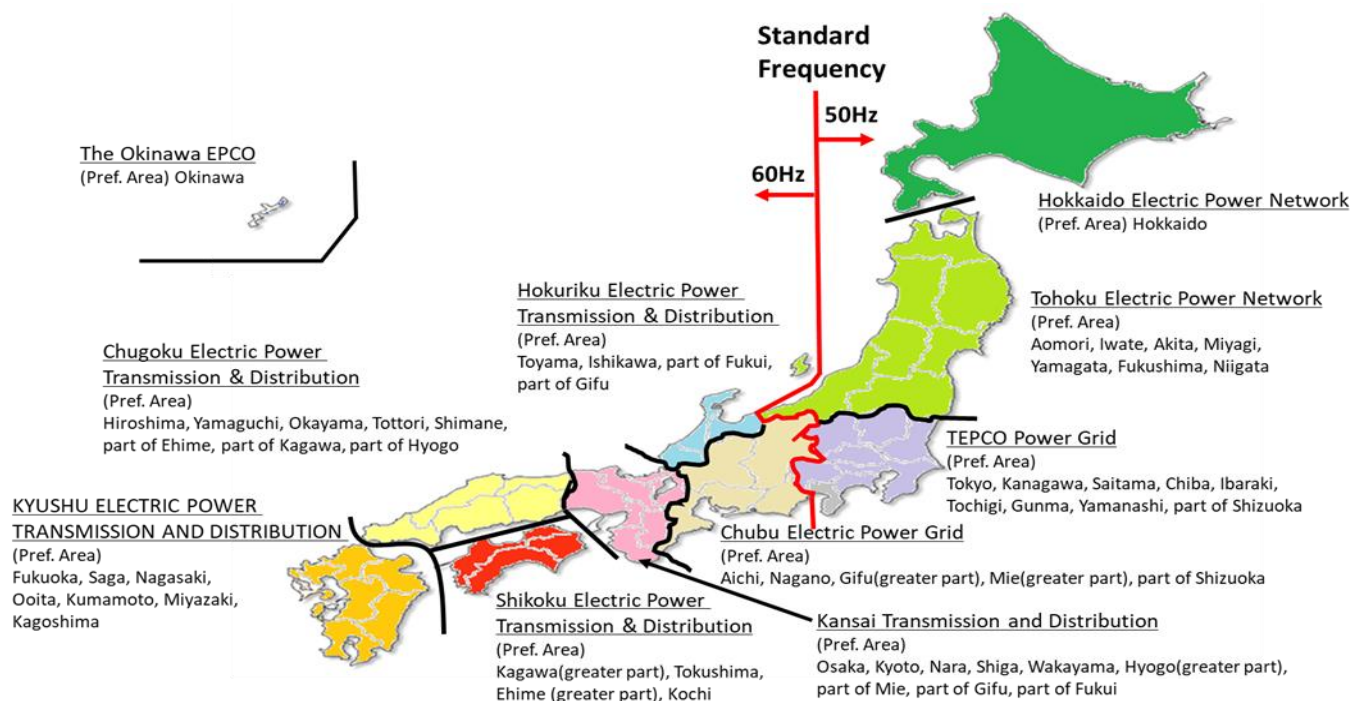 Standard
Frequency
50Hz
60Hz
The Okinawa EPCO
(Pref. Area) Okinawa
Hokkaido Electric Power Network
(Pref. Area) Hokkaido
Tohoku Electric Power Network
(Pref. Area)
Aomori, Iwate, Akita, Miyagi,
Yamagata, Fukushima, Niigata
Hokuriku Electric Power
Transmission & Distribution
(Pref. Area)
Toyama, Ishikawa, part of Fukui,
part of Gifu
Chugoku Electric Power
Transmission & Distribution
(Pref. Area)
Hiroshima, Yamaguchi, Okayama, Tottori, Shimane,
part of Ehime, part of Kagawa, part of Hyogo
TEPCO Power Grid
(Pref. Area)
Tokyo, Kanagawa, Saitama, Chiba, Ibaraki,
Tochigi, Gunma, Yamanashi, part of Shizuoka
KYUSHU ELECTRIC POWER
TRANSMISSION AND DISTRIBUTION
(Pref. Area)
Fukuoka, Saga, Nagasaki,
Ooita, Kumamoto, Miyazaki,
Kagoshima
Chubu Electric Power Grid
(Pref. Area)
Aichi, Nagano, Gifu(greater part), Mie(greater part), part of Shizuoka
Shikoku Electric Power
Transmission & Distribution
(Pref. Area)
Kagawa(greater part), Tokushima,
Ehime (greater part), Kochi
Kansai Transmission and Distribution
(Pref. Area)
Osaka, Kyoto, Nara, Shiga, Wakayama, Hyogo(greater part),
part of Mie, part of Gifu, part of Fukui